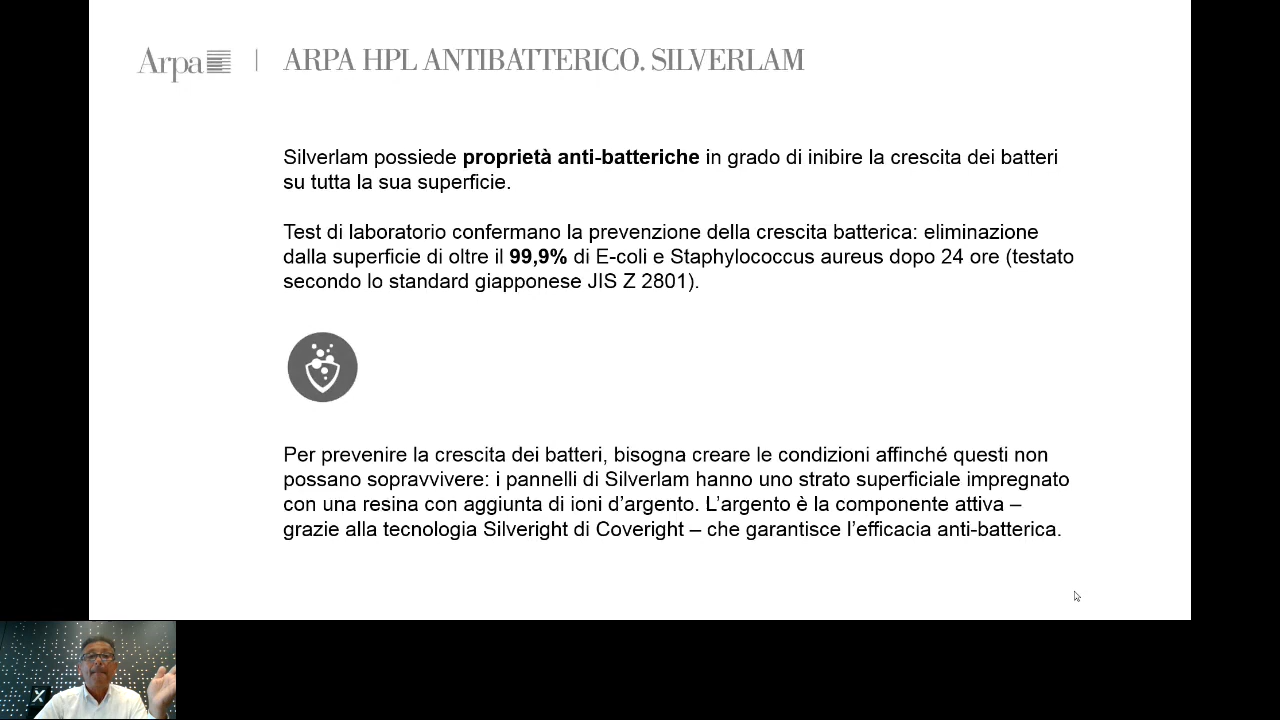 Arpa | ARPA HPL ANTIBATTERICO. SILVERLAM
Silverlam possiede proprietà anti-batteriche in grado di inibire la crescita dei batteri
su tutta la sua superficie.
Test di laboratorio confermano la prevenzione della crescita batterica: eliminazione
dalla superficie di oltre il 99,9% di E-coli e Staphylococcus aureus dopo 24 ore (testato
secondo lo standard giapponese JIS Z 2801).
Per prevenire la crescita dei batteri, bisogna creare le condizioni affinché questi non
possano sopravvivere: i pannelli di Silverlam hanno uno strato superficiale impregnato
con una resina con aggiunta di ioni d’argento. L’argento è la componente attiva –
grazie alla tecnologia Silveright di Coveright – che garantisce l’efficacia anti-batterica.
X